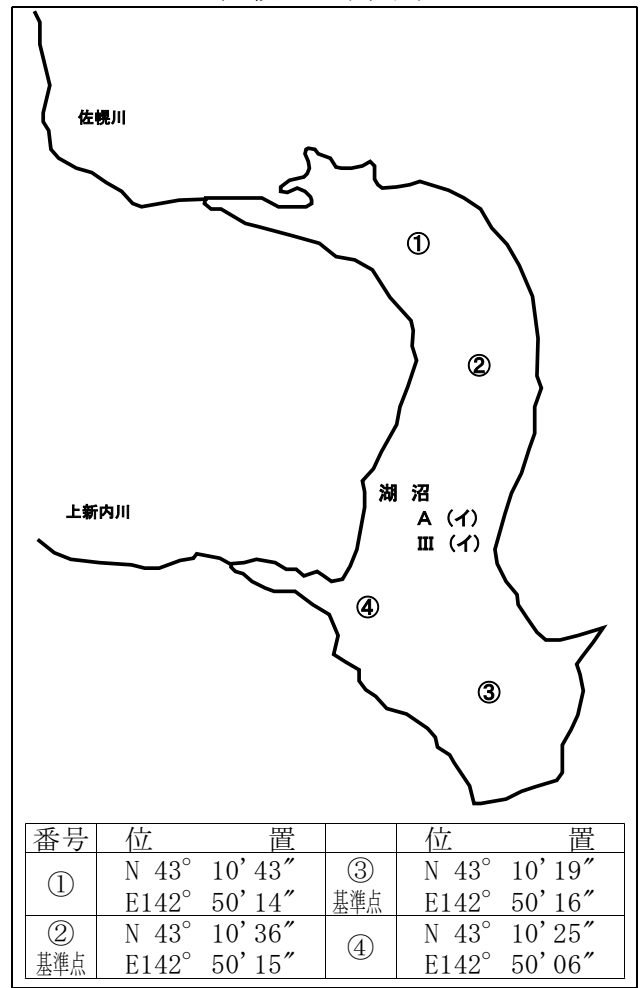 佐幌川
①
②
湖 沼
A (イ)
III (イ)
上新内川
④
③
番号 位 置 位 置
① N 43° 10′43″ E142° 50′14″ ③ 基準点 N 43° 10′19″ E142° 50′16″
② 基準点 N 43° 10′36″ E142° 50′15″ ④ N 43° 10′25″ E142° 50′06″